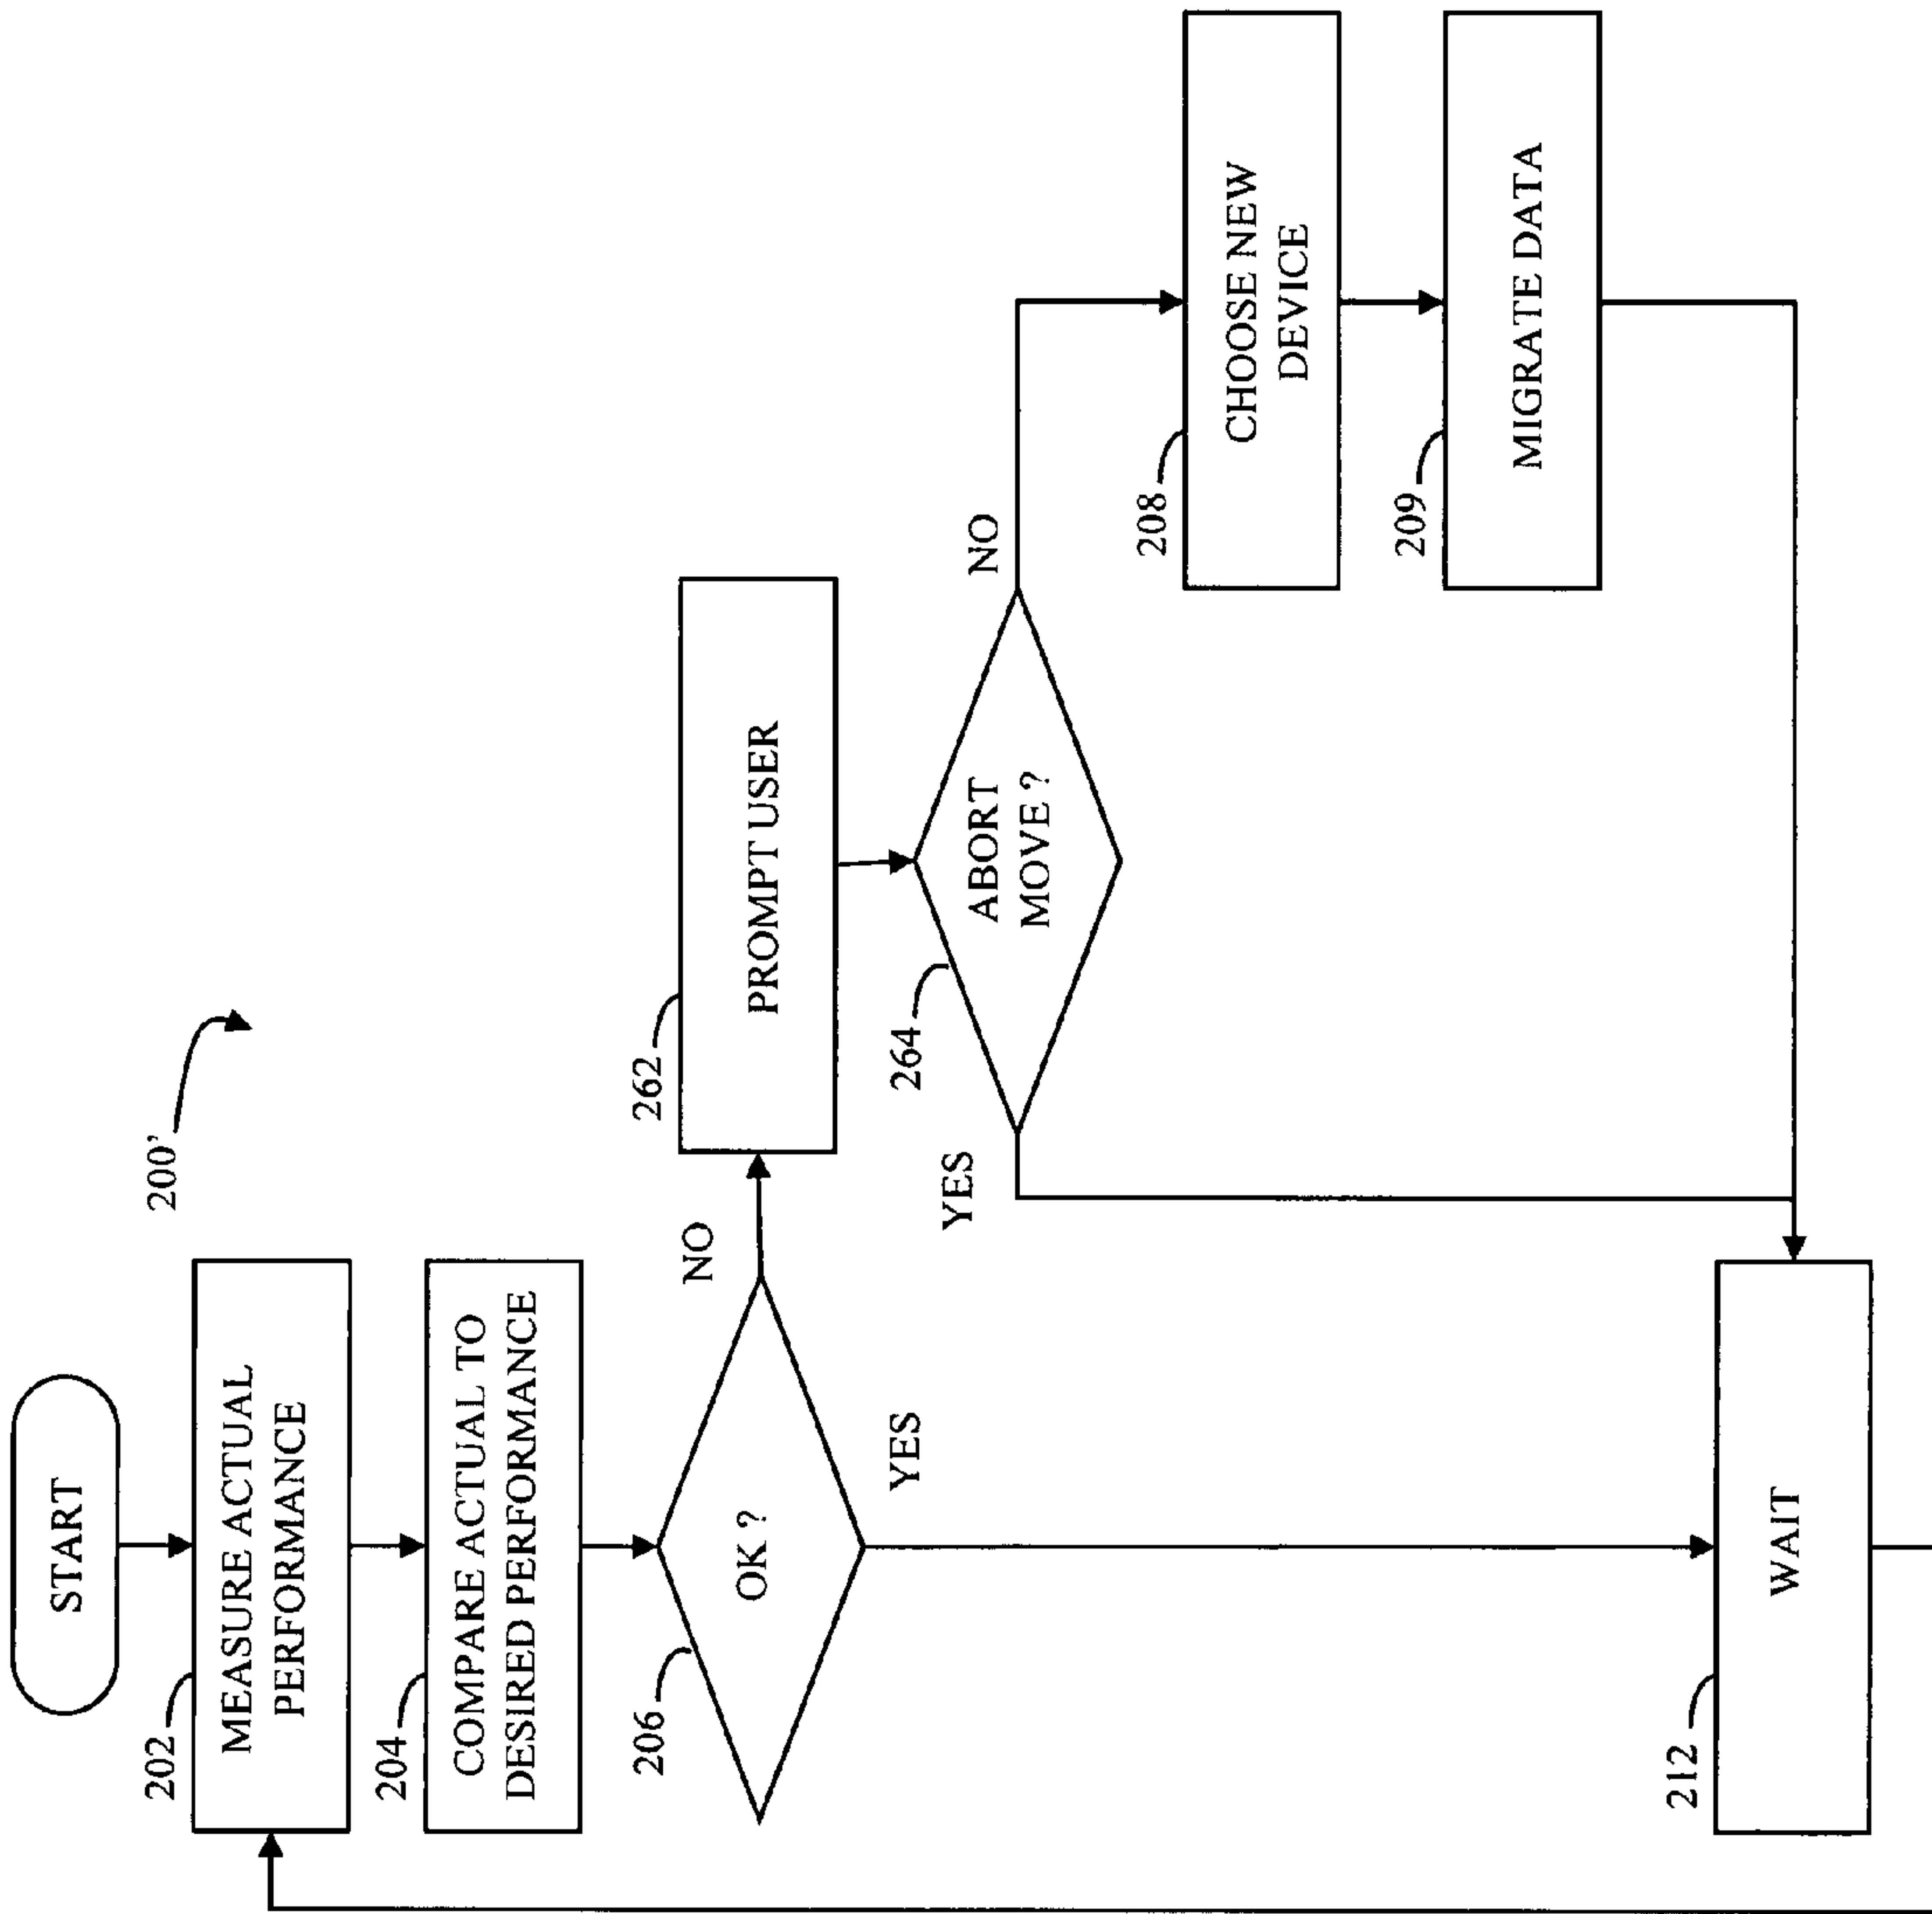 200’
START
202
MEASURE ACTUAL
PERFORMANCE
204
COMPARE ACTUAL TO
DESIRED PERFORMANCE
206
OK ?
NO
YES
262
PROMPT USER
264
ABORT
MOVE ?
YES
NO
208
CHOOSE NEW
DEVICE
209
MIGRATE DATA
212
WAIT